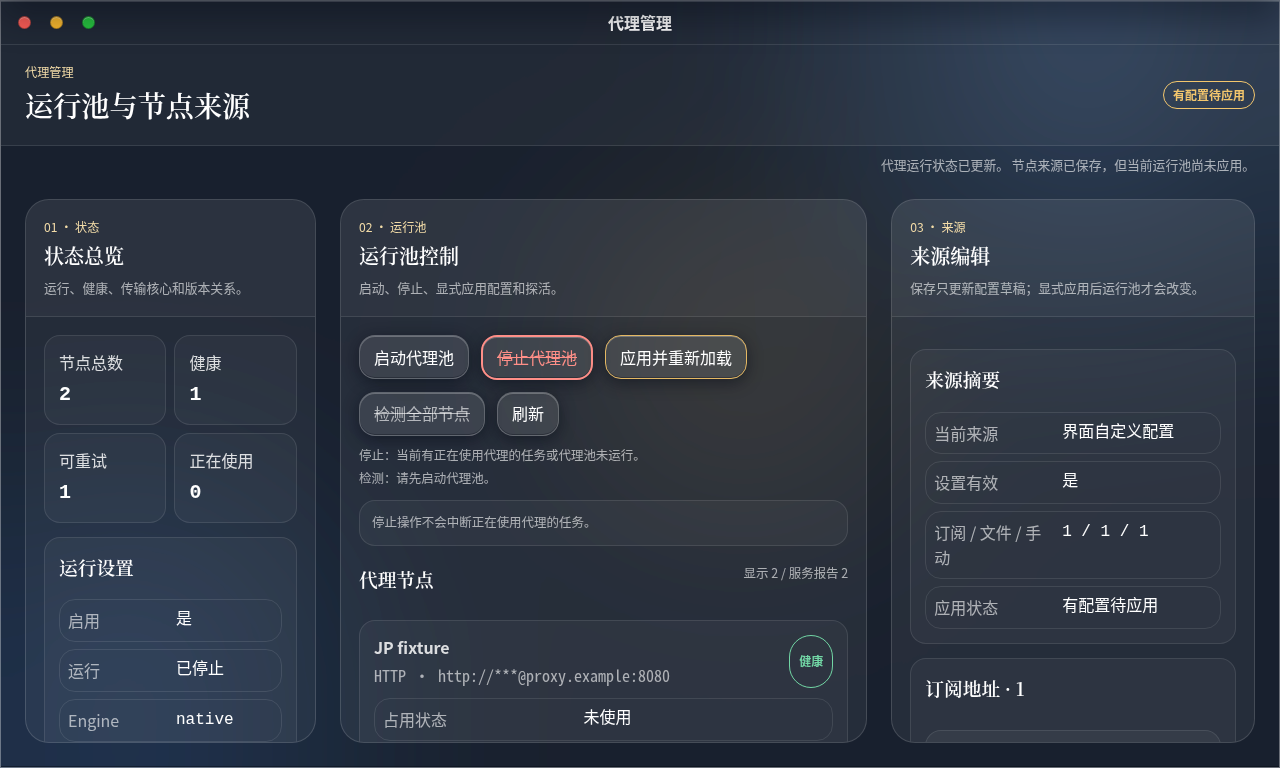 代理管理
代理管理
运行池与节点来源
有配置待应用
代理运行状态已更新。 节点来源已保存，但当前运行池尚未应用。
01 · 状态
状态总览
运行、健康、传输核心和版本关系。
节点总数
2
健康
1
可重试
1
正在使用
0
运行设置
启用 是
运行 已停止
Engine native
02 · 运行池
运行池控制
启动、停止、显式应用配置和探活。
启动代理池
停止代理池
应用并重新加载
检测全部节点
刷新
停止：当前有正在使用代理的任务或代理池未运行。
检测：请先启动代理池。
停止操作不会中断正在使用代理的任务。
代理节点
显示 2 / 服务报告 2
JP fixture
HTTP · http://***@proxy.example:8080
健康
占用状态 未使用
03 · 来源
来源编辑
保存只更新配置草稿；显式应用后运行池才会改变。
来源摘要
当前来源 界面自定义配置
设置有效 是
订阅 / 文件 / 手 1 / 1 / 1
动
应用状态 有配置待应用
订阅地址 · 1